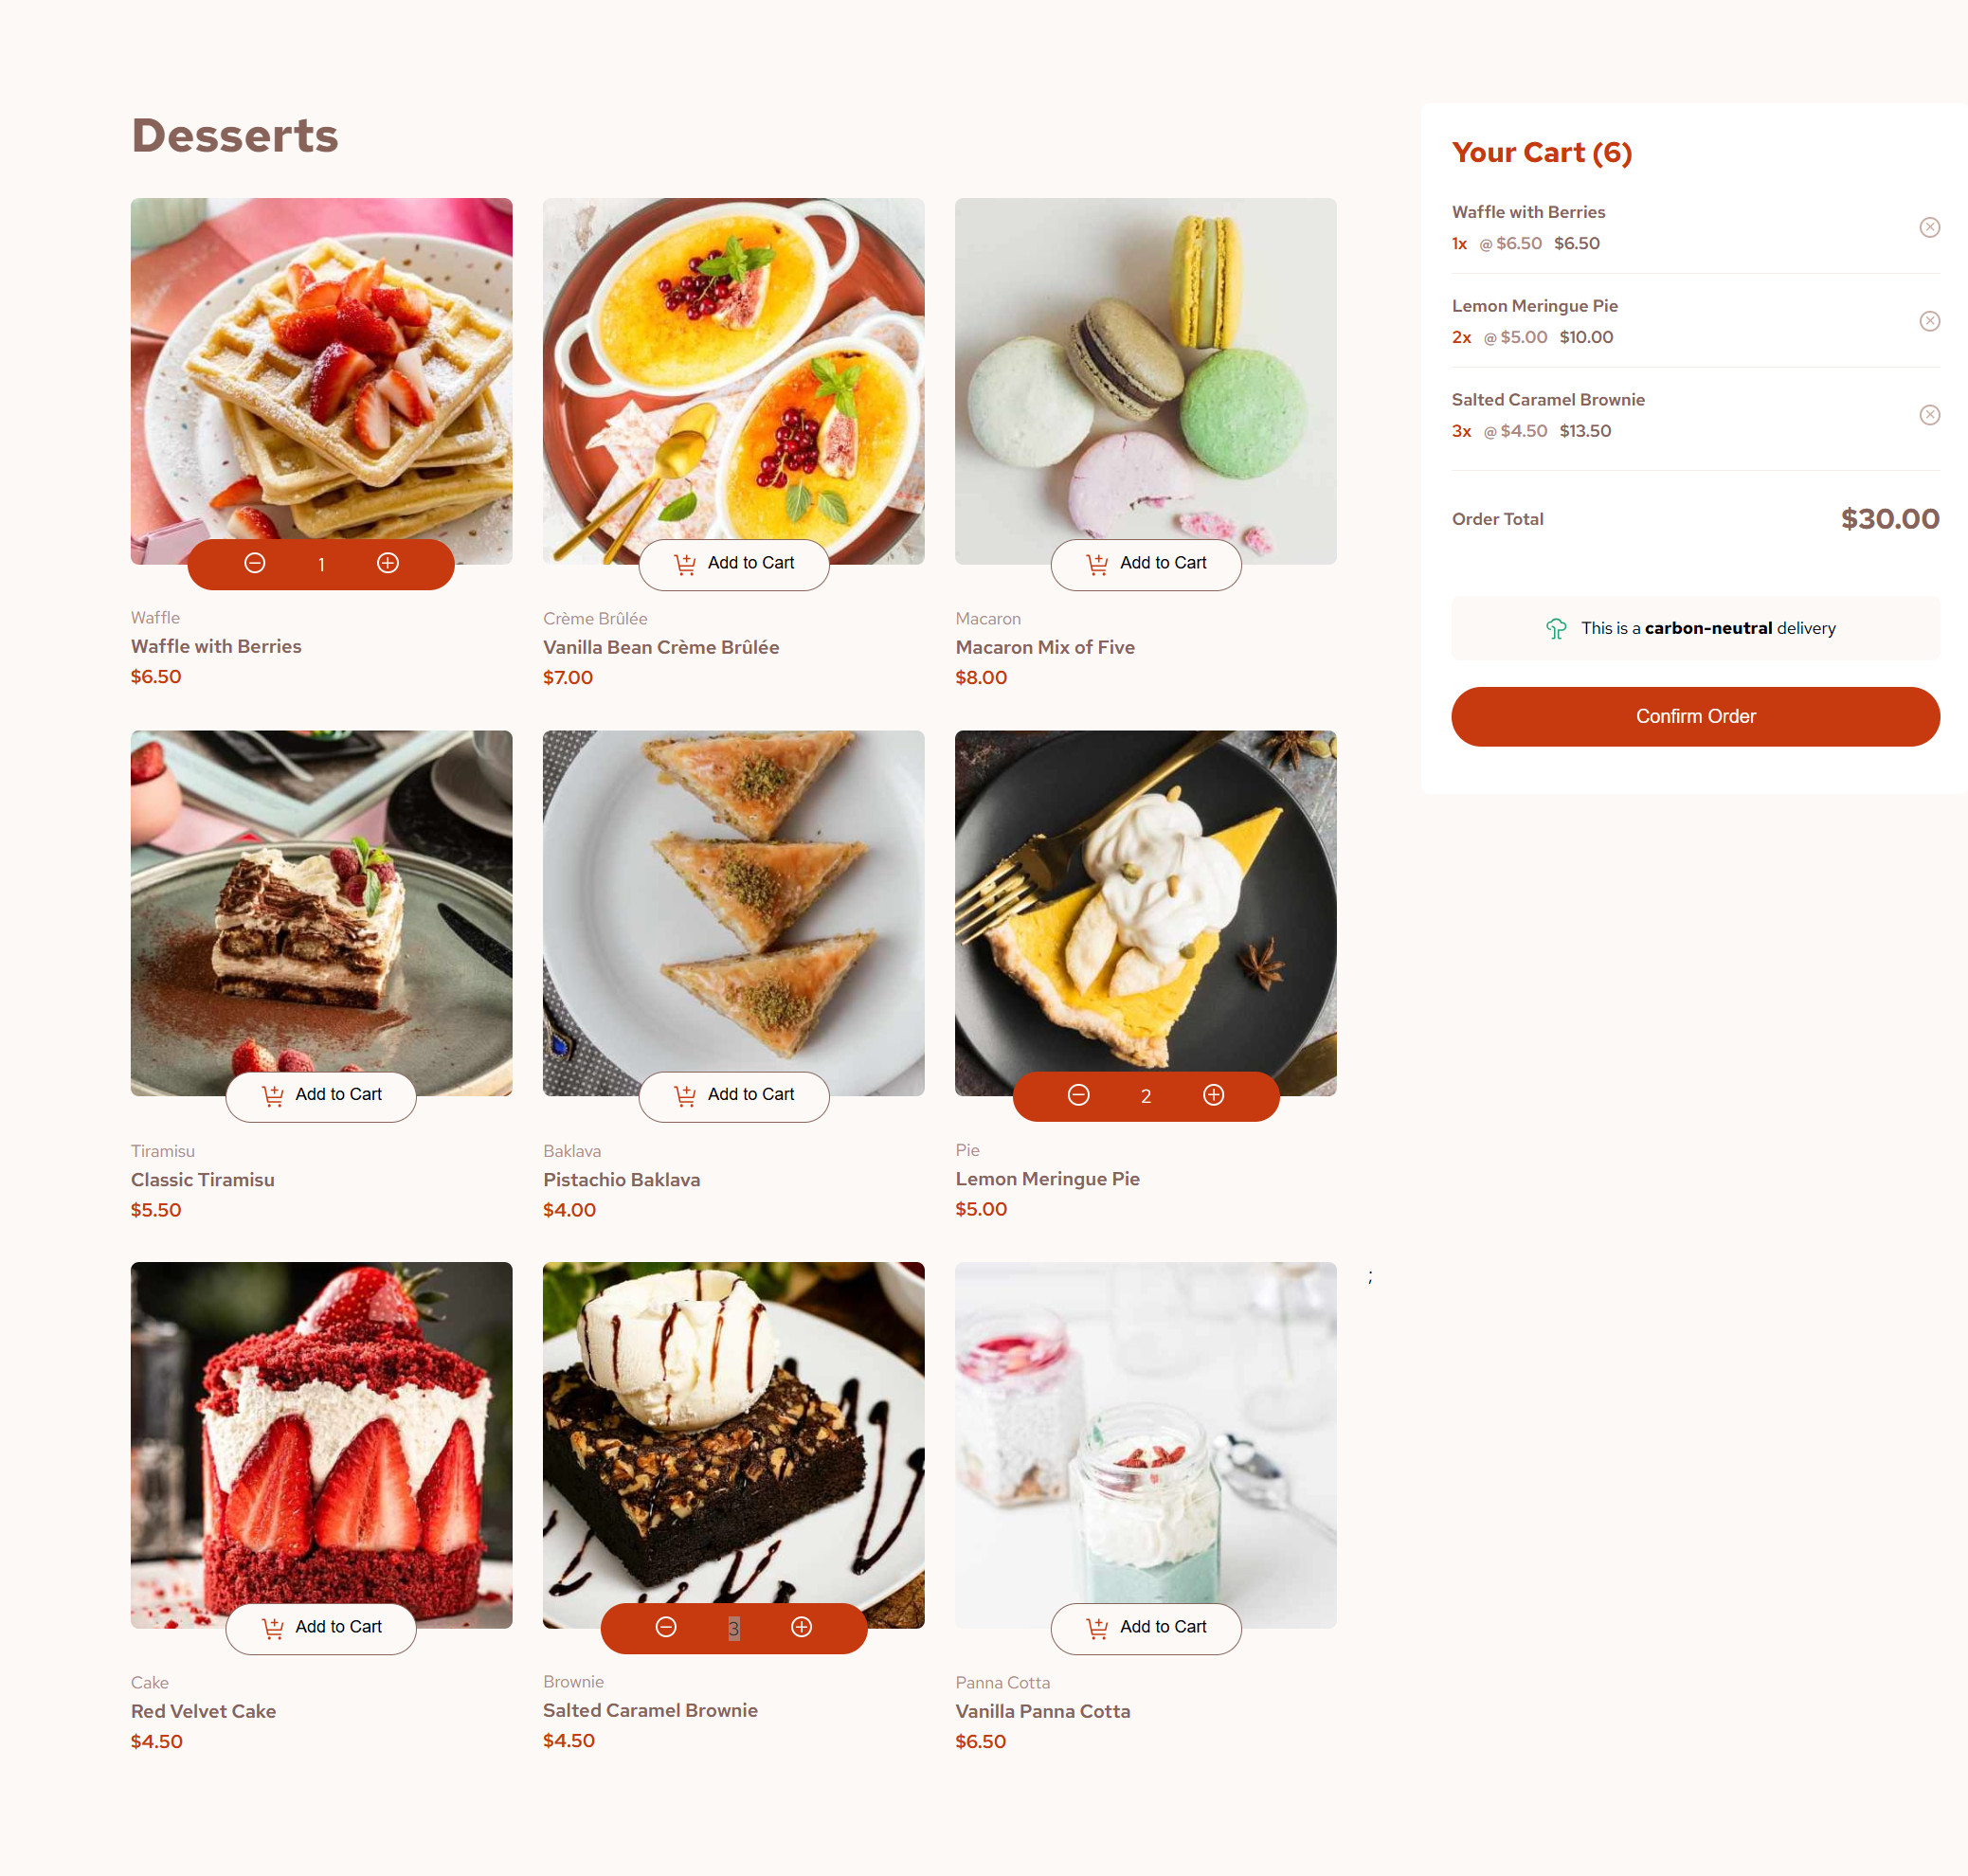 Desserts
1
Add to Cart
Add to Cart
Waffle
Waffle with Berries
$6.50
Crème Brûlée
Vanilla Bean Crème Brûlée
$7.00
Macaron
Macaron Mix of Five
$8.00
Add to Cart
Add to Cart
2
Tiramisu
Classic Tiramisu
$5.50
Baklava
Pistachio Baklava
$4.00
Pie
Lemon Meringue Pie
$5.00
;
Add to Cart
3
Add to Cart
Cake
Red Velvet Cake
$4.50
Brownie
Salted Caramel Brownie
$4.50
Panna Cotta
Vanilla Panna Cotta
$6.50
Your Cart (6)
Waffle with Berries
1x @ $6.50 $6.50
Lemon Meringue Pie
2x @ $5.00 $10.00
Salted Caramel Brownie
3x @ $4.50 $13.50
Order Total $30.00
This is a carbon-neutral delivery
Confirm Order